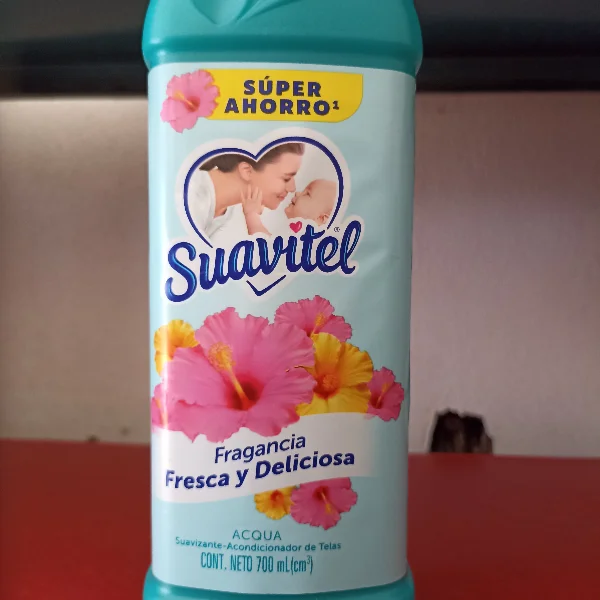 SÚPER
AHORRO¹
Suavitel®
Fragancia
Fresca y Deliciosa
ACQUA
Suavizante-Acondicionador de Telas
CONT. NETO 700 mL(cm³)